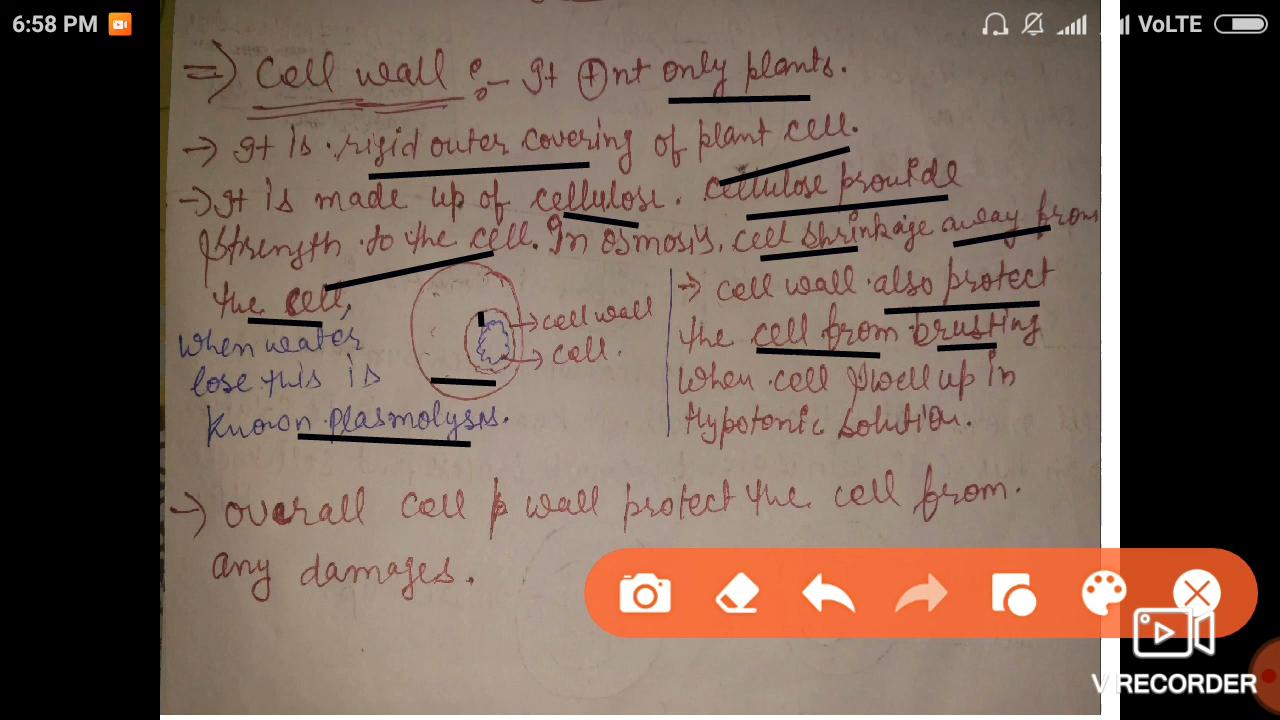 6:58 PM
VoLTE
=> Cell wall :- It (+)nt only plants.
-> It is rigid outer covering of plant cell.
-> It is made up of cellulose. Cellulose provide
strength to the cell. In osmosis, cell shrinkage away from
the cell.
When water
lose this is
known plasmolysis.
-> cell wall
-> cell.
-> cell wall also protect
the cell from brusting
when cell swell up in
Hypotonic solution.
-> overall cell wall protect the cell from
any damages.
V RECORDER